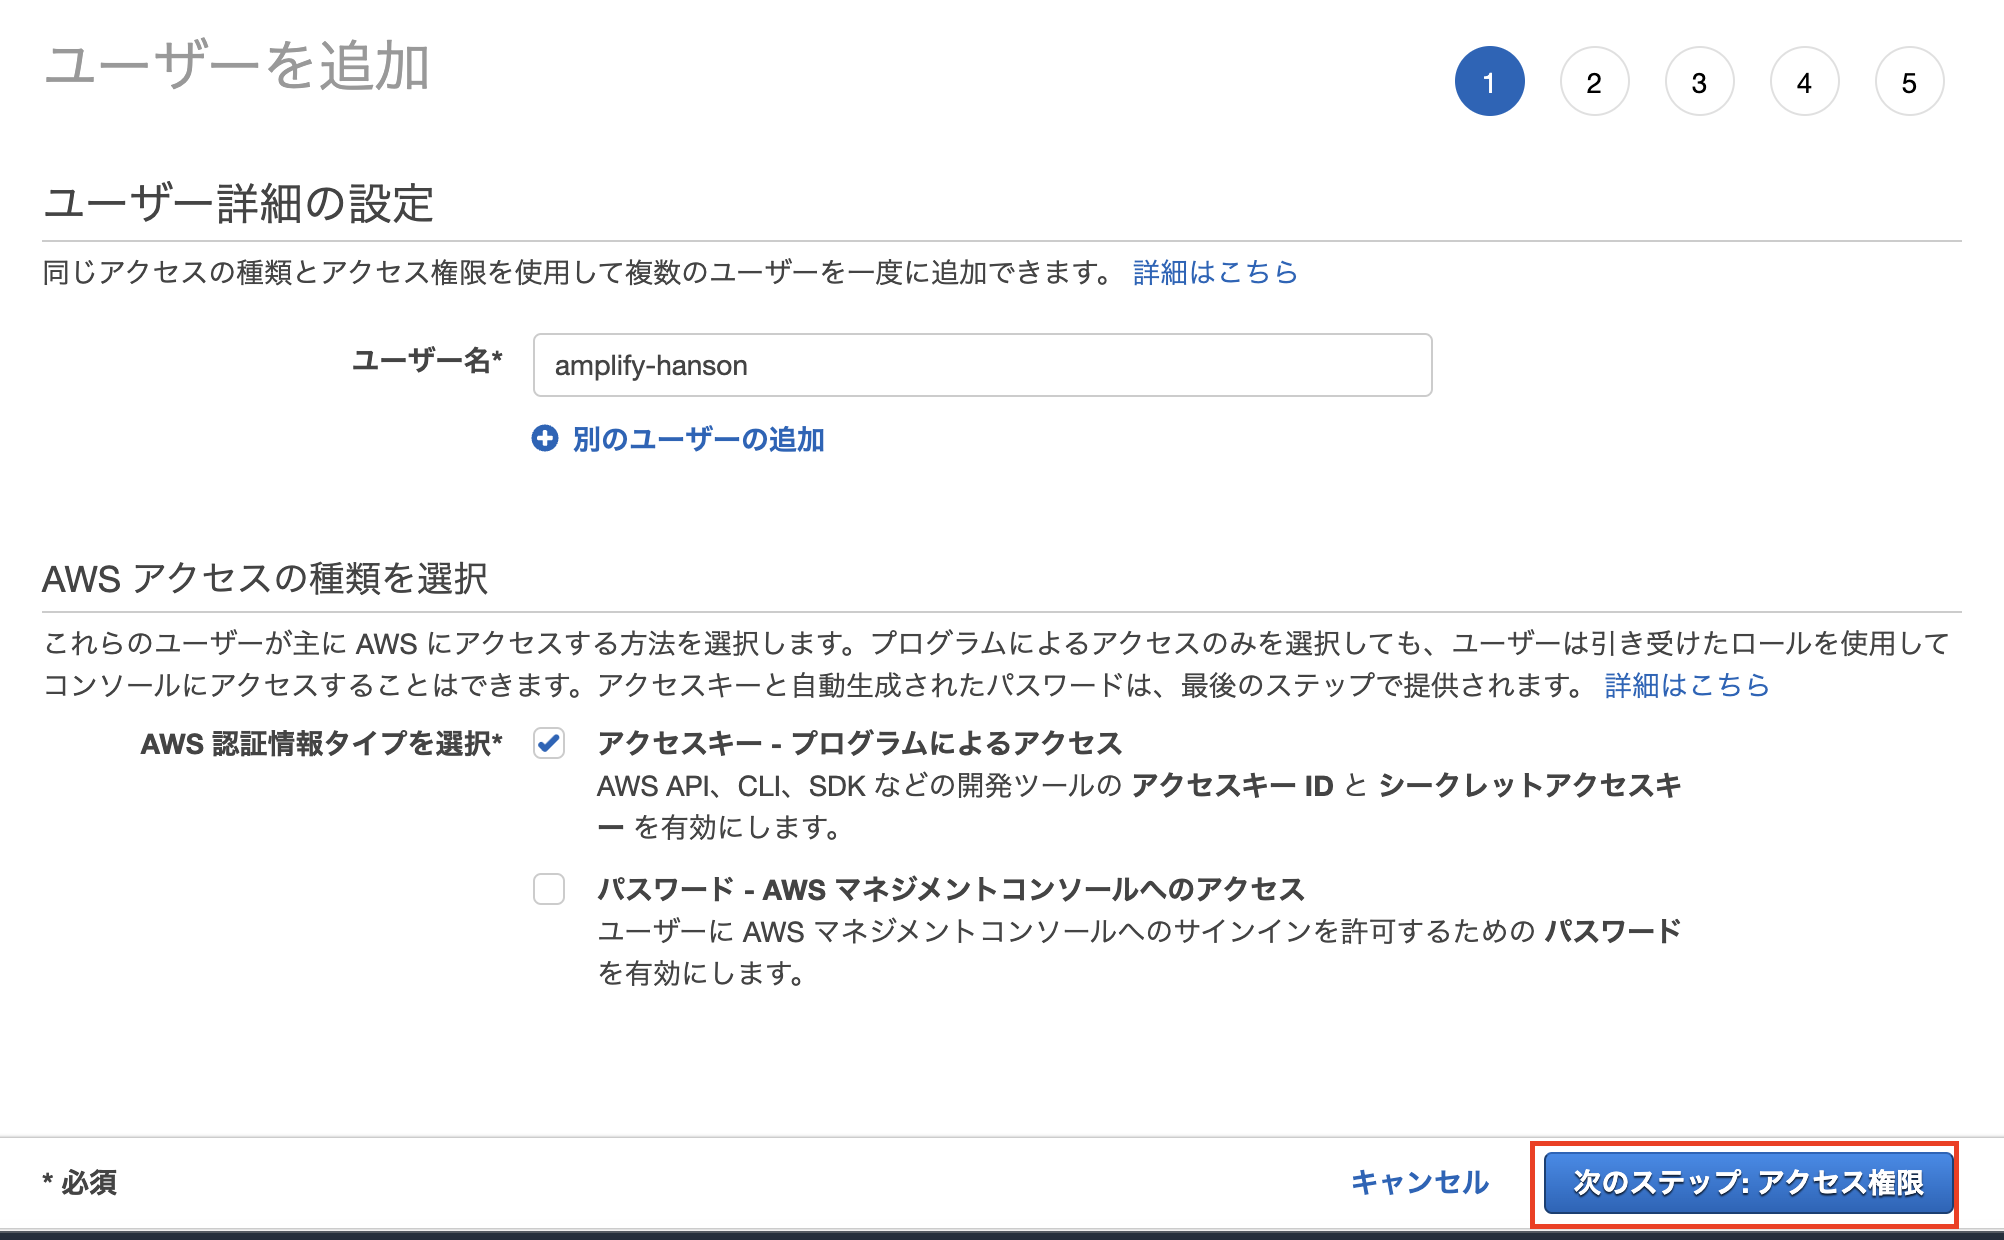 ユーザーを追加
1 2 3 4 5
ユーザー詳細の設定
同じアクセスの種類とアクセス権限を使用して複数のユーザーを一度に追加できます。 詳細はこちら
ユーザー名* amplify-hanson
別のユーザーの追加
AWS アクセスの種類を選択
これらのユーザーが主に AWS にアクセスする方法を選択します。プログラムによるアクセスのみを選択しても、ユーザーは引き受けたロールを使用して
コンソールにアクセスすることはできます。アクセスキーと自動生成されたパスワードは、最後のステップで提供されます。 詳細はこちら
AWS 認証情報タイプを選択* アクセスキー - プログラムによるアクセス
AWS API、CLI、SDK などの開発ツールの アクセスキー ID と シークレットアクセスキ
ー を有効にします。
パスワード - AWS マネジメントコンソールへのアクセス
ユーザーに AWS マネジメントコンソールへのサインインを許可するための パスワード
を有効にします。
* 必須 キャンセル 次のステップ: アクセス権限